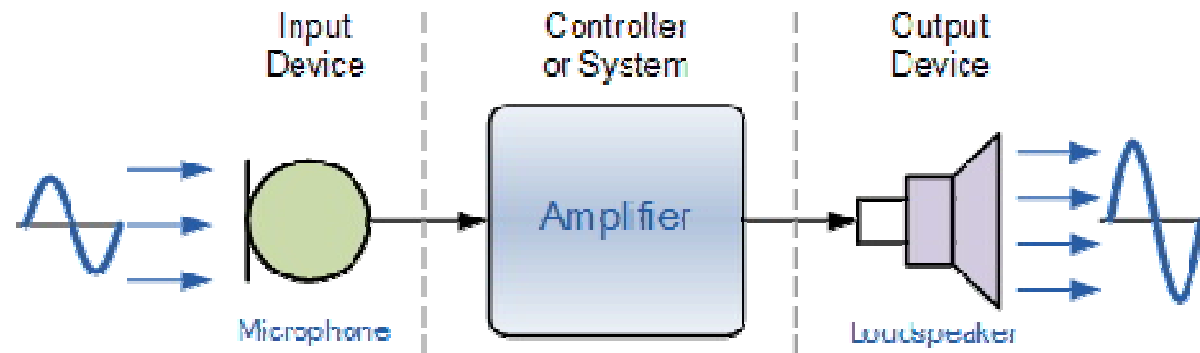 Input
Device
Controller
or System
Output
Device
Amplifier
Microphone
Loudspeaker